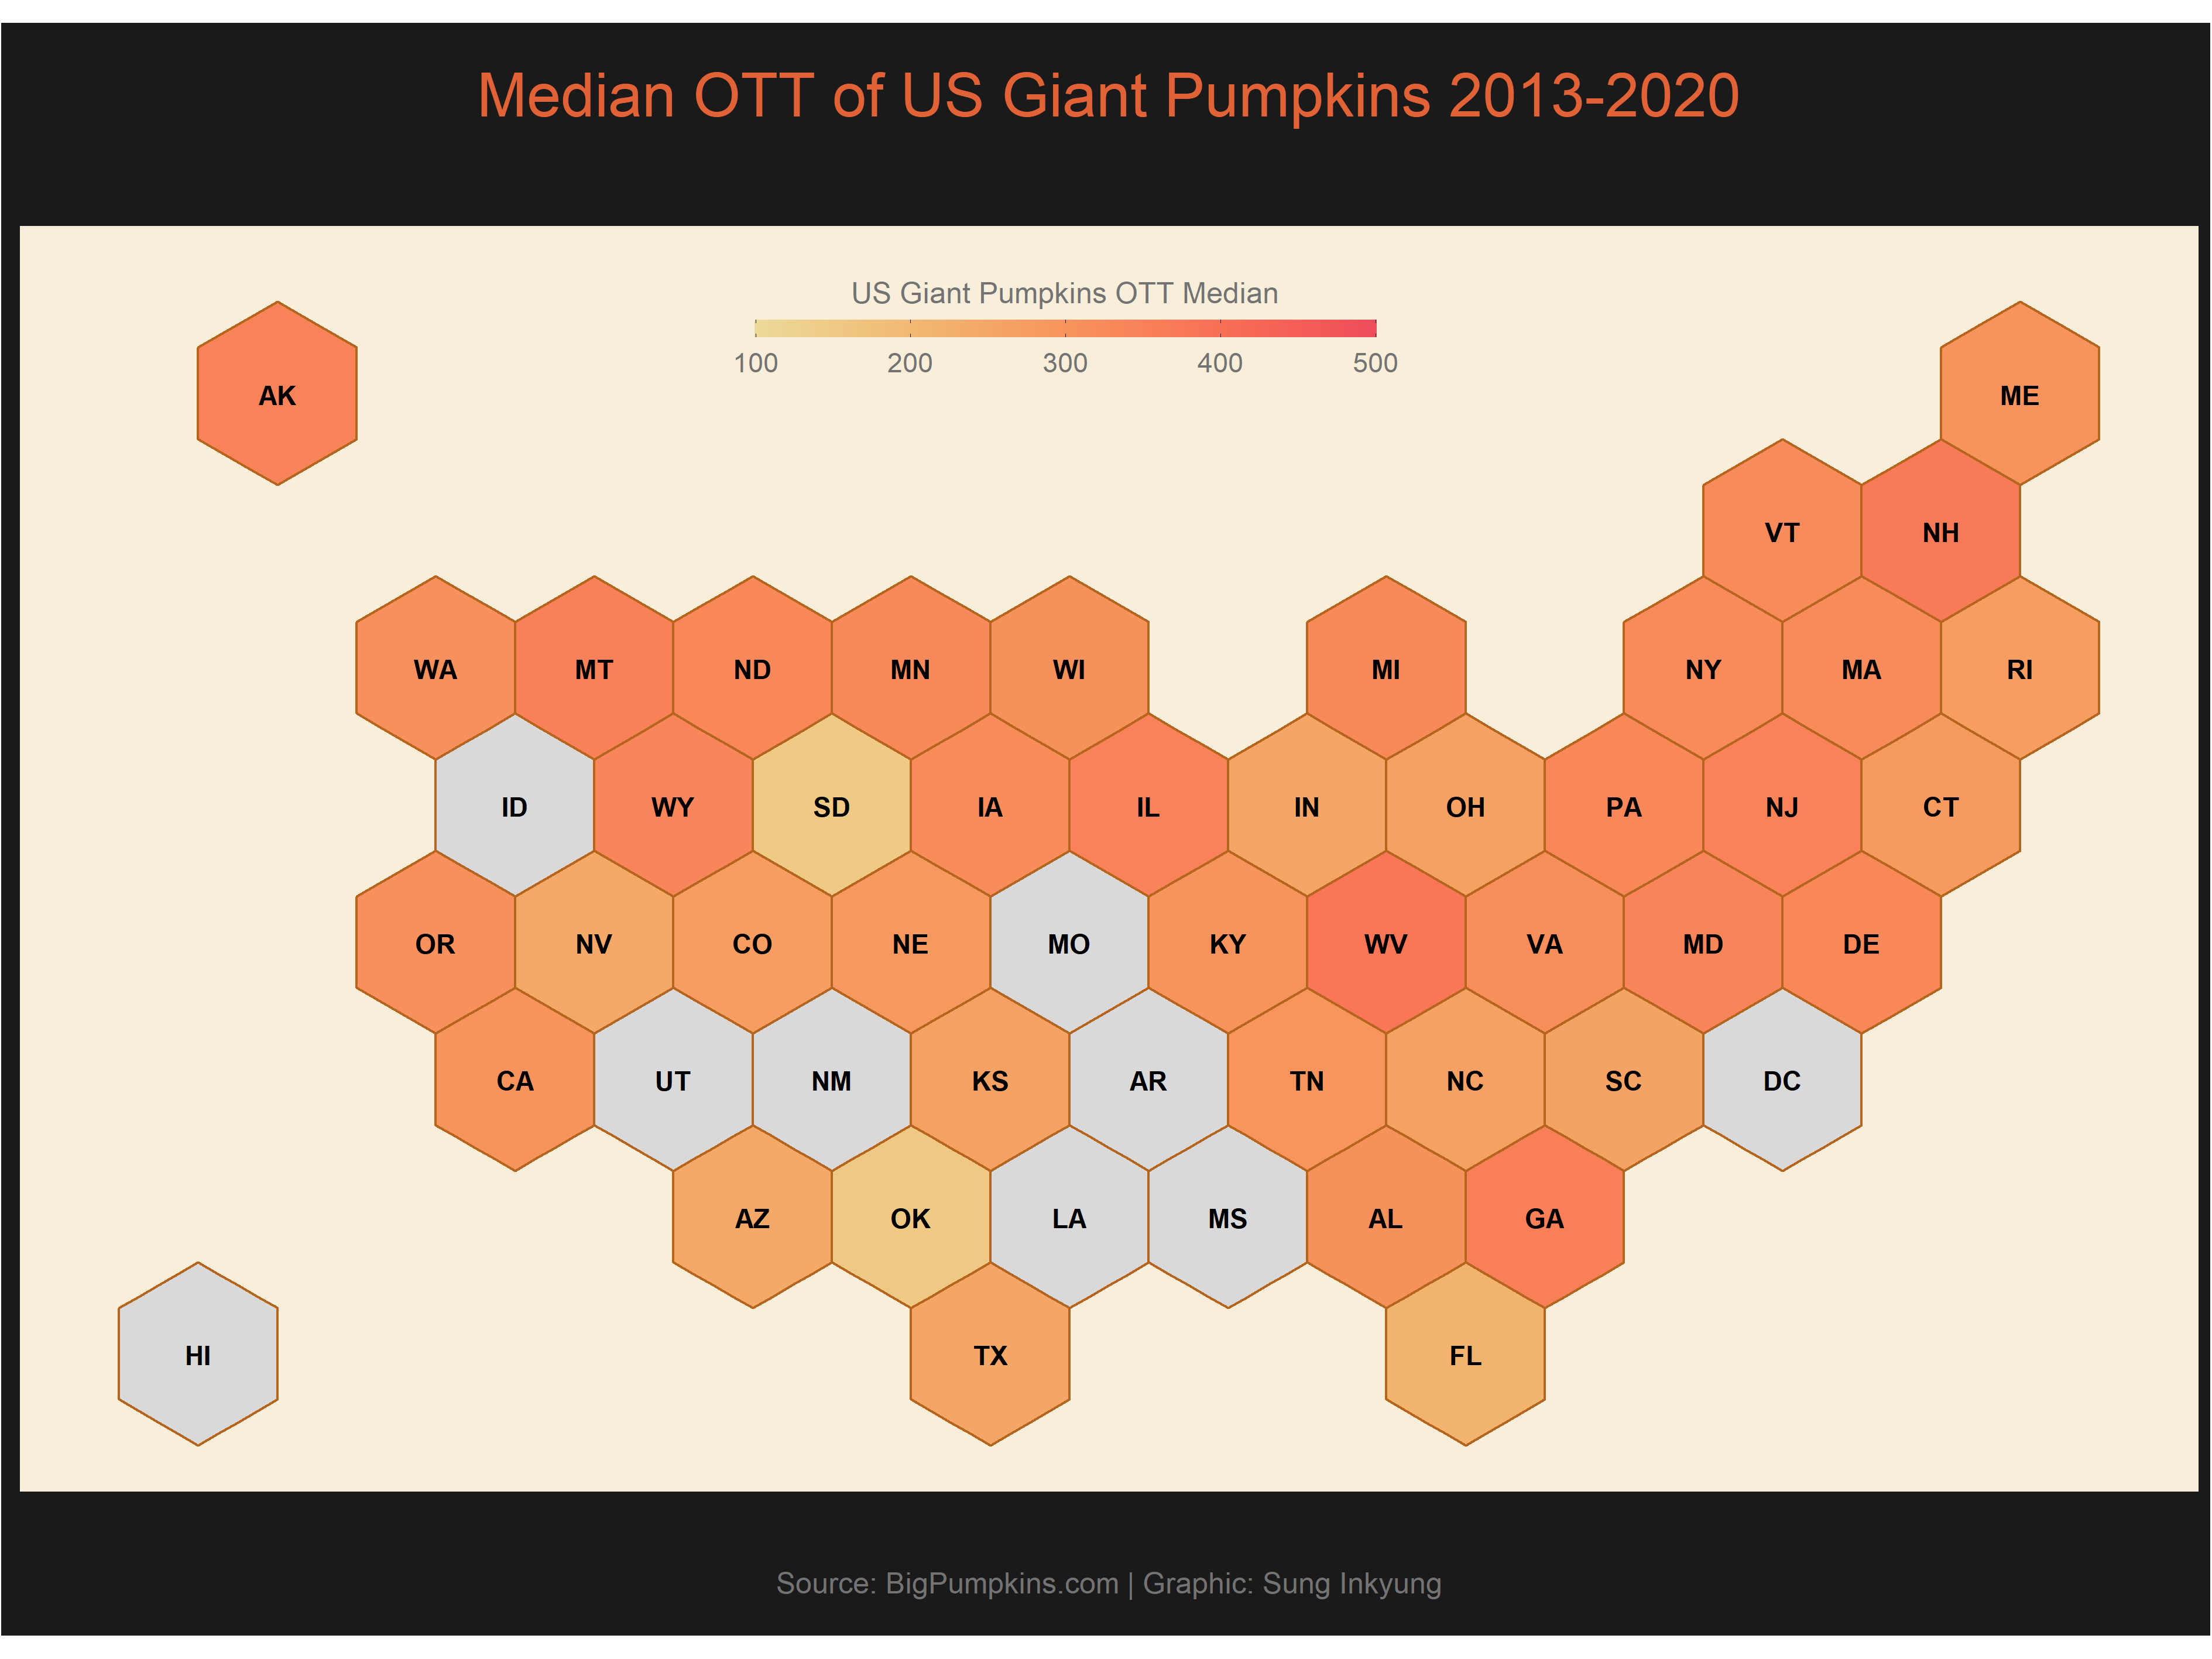 Median OTT of US Giant Pumpkins 2013-2020
US Giant Pumpkins OTT Median
100 200 300 400 500
AK ME
VT NH
WA MT ND MN WI MI NY MA RI
ID WY SD IA IL IN OH PA NJ CT
OR NV CO NE MO KY WV VA MD DE
CA UT NM KS AR TN NC SC DC
AZ OK LA MS AL GA
HI TX FL
Source: BigPumpkins.com | Graphic: Sung Inkyung